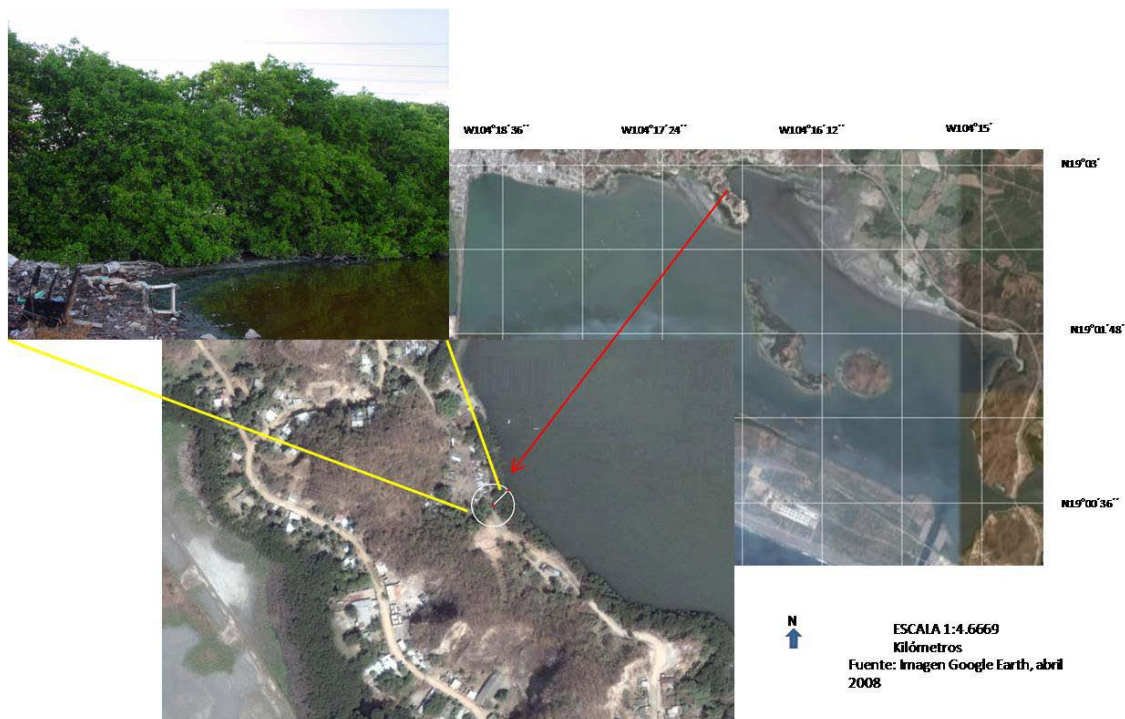 W104°18´36´´ W104°17´24´´ W104°16´12´´ W104°15´
N19°03´
N19°01´48´´
N19°00´36´´
N
ESCALA 1:4.6669
Kilómetros
Fuente: Imagen Google Earth, abril
2008